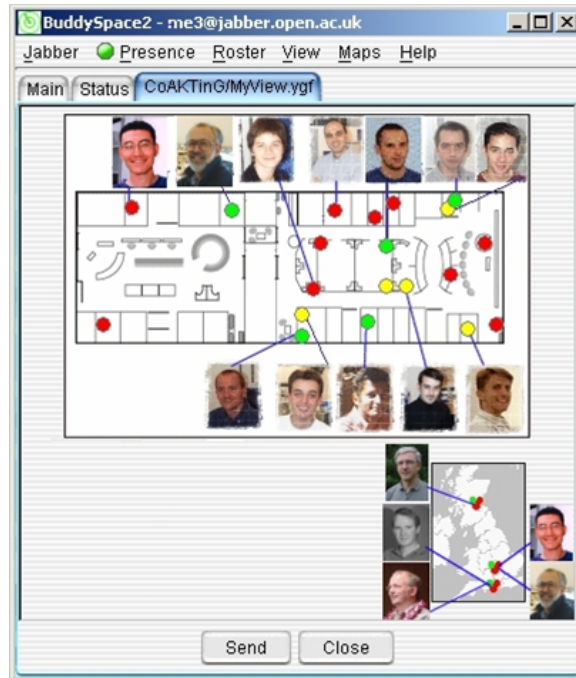 BuddySpace2 - me3@jabber.open.ac.uk
Jabber Presence Roster View Maps Help
Main Status CoAKTinG/MyView.ygf
Send Close